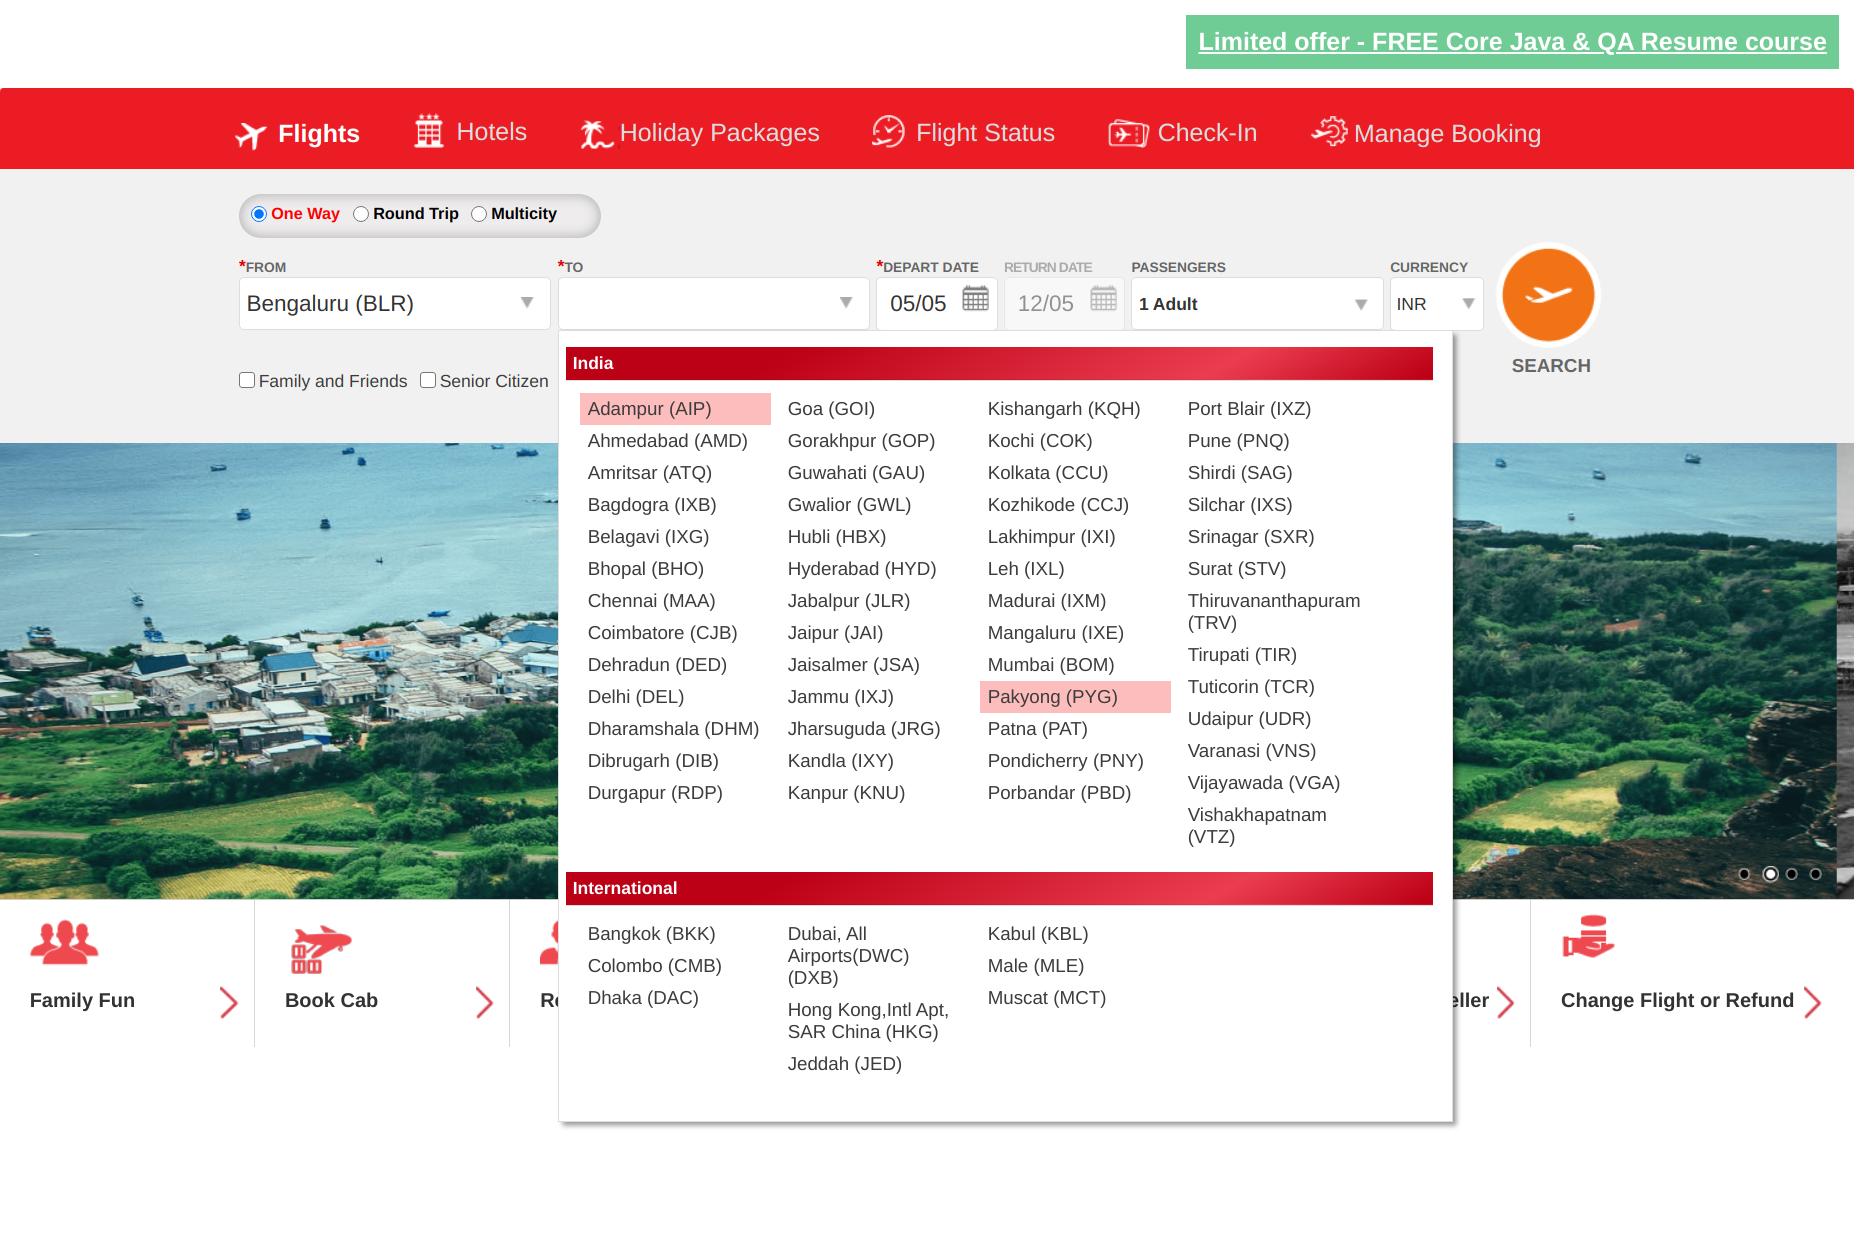 Limited offer - FREE Core Java & QA Resume course
Flights
Hotels
Holiday Packages
Flight Status
Check-In
Manage Booking
One Way
Round Trip
Multicity
*FROM
*TO
*DEPART DATE
RETURN DATE
PASSENGERS
CURRENCY
Bengaluru (BLR)
05/05
12/05
1 Adult
INR
SEARCH
Family and Friends
Senior Citizen
India
Adampur (AIP)
Ahmedabad (AMD)
Amritsar (ATQ)
Bagdogra (IXB)
Belagavi (IXG)
Bhopal (BHO)
Chennai (MAA)
Coimbatore (CJB)
Dehradun (DED)
Delhi (DEL)
Dharamshala (DHM)
Dibrugarh (DIB)
Durgapur (RDP)
Goa (GOI)
Gorakhpur (GOP)
Guwahati (GAU)
Gwalior (GWL)
Hubli (HBX)
Hyderabad (HYD)
Jabalpur (JLR)
Jaipur (JAI)
Jaisalmer (JSA)
Jammu (IXJ)
Jharsuguda (JRG)
Kandla (IXY)
Kanpur (KNU)
Kishangarh (KQH)
Kochi (COK)
Kolkata (CCU)
Kozhikode (CCJ)
Lakhimpur (IXI)
Leh (IXL)
Madurai (IXM)
Mangaluru (IXE)
Mumbai (BOM)
Pakyong (PYG)
Patna (PAT)
Pondicherry (PNY)
Porbandar (PBD)
Port Blair (IXZ)
Pune (PNQ)
Shirdi (SAG)
Silchar (IXS)
Srinagar (SXR)
Surat (STV)
Thiruvananthapuram
(TRV)
Tirupati (TIR)
Tuticorin (TCR)
Udaipur (UDR)
Varanasi (VNS)
Vijayawada (VGA)
Vishakhapatnam
(VTZ)
International
Bangkok (BKK)
Colombo (CMB)
Dhaka (DAC)
Dubai, All
Airports(DWC)
(DXB)
Hong Kong,Intl Apt,
SAR China (HKG)
Jeddah (JED)
Kabul (KBL)
Male (MLE)
Muscat (MCT)
Family Fun
Book Cab
Change Flight or Refund